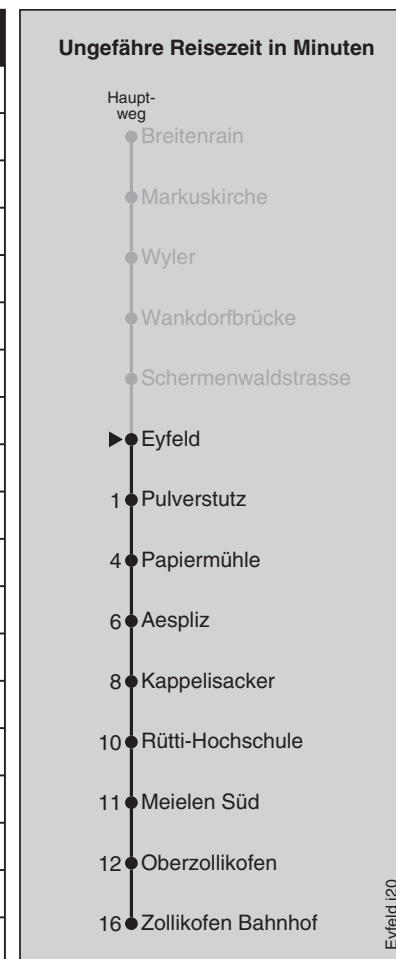 Ungefähre Reisezeit in Minuten
Haupt-
weg
Breitenrain
Markuskirche
Wyler
Wankdorfbrücke
Schermenwaldstrasse
Eyfeld
1 Pulverstutz
4 Papiermühle
6 Aespliz
8 Kappelisacker
10 Rütti-Hochschule
11 Meielen Süd
12 Oberzollikofen
16 Zollikofen Bahnhof
Eyfeld i20